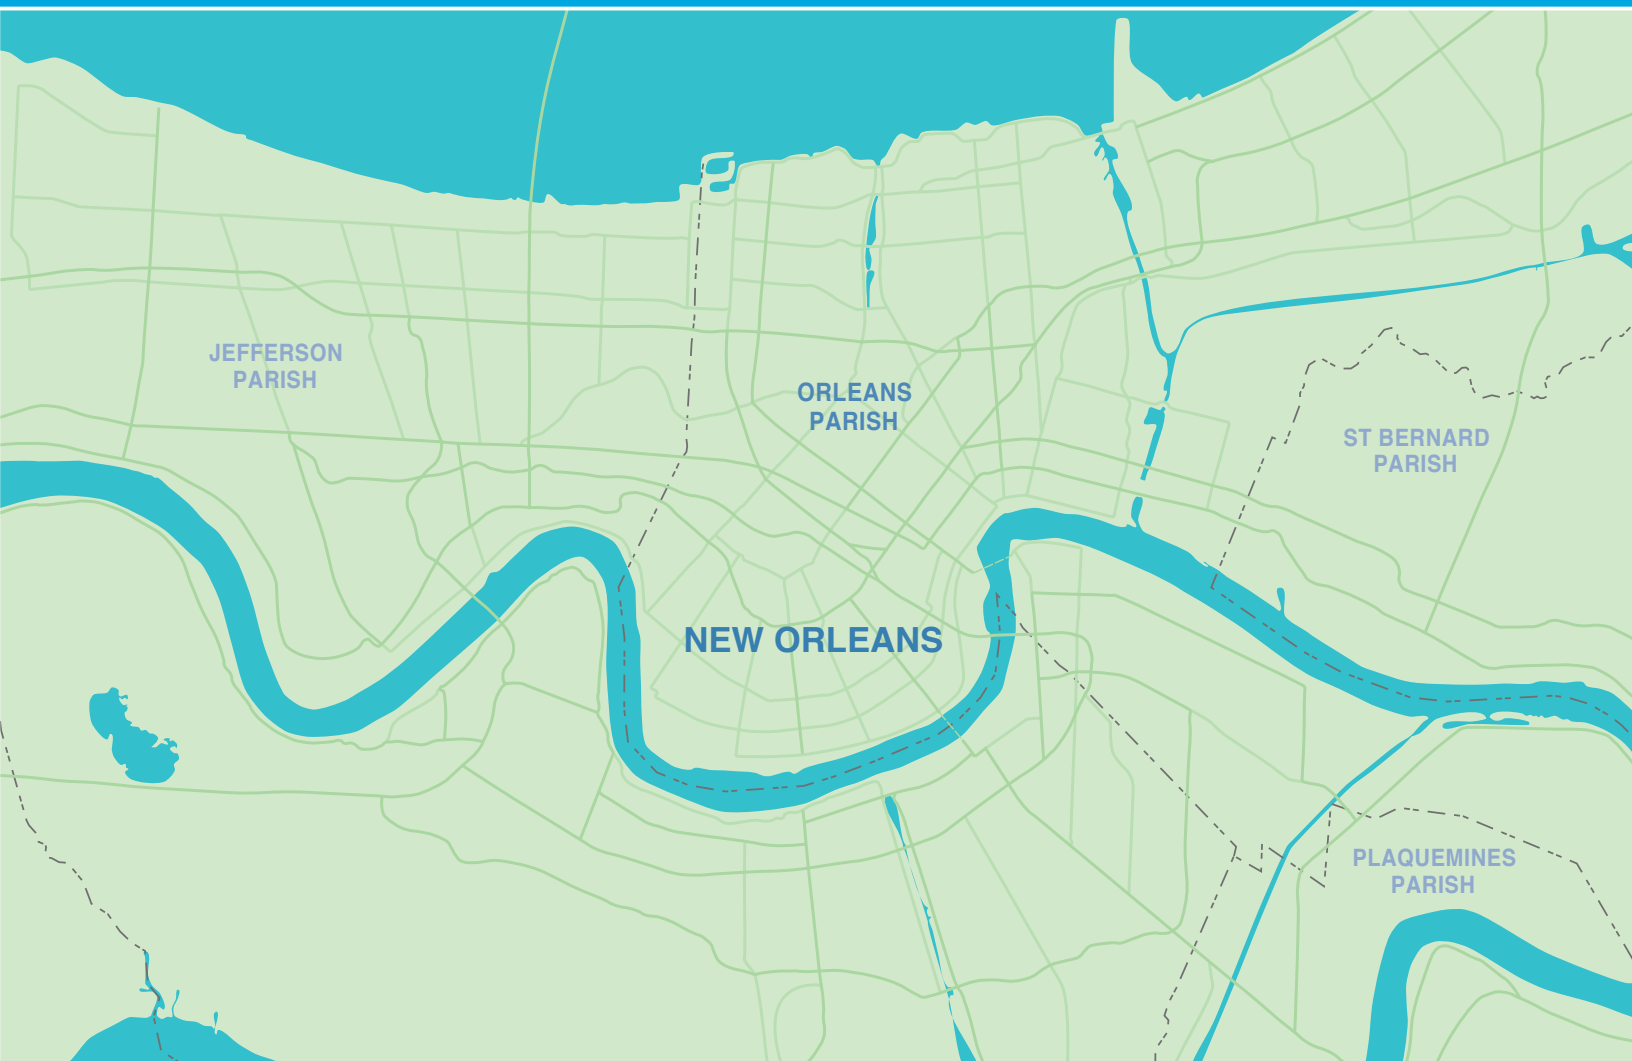 JEFFERSON
PARISH
ORLEANS
PARISH
ST BERNARD
PARISH
NEW ORLEANS
PLAQUEMINES
PARISH